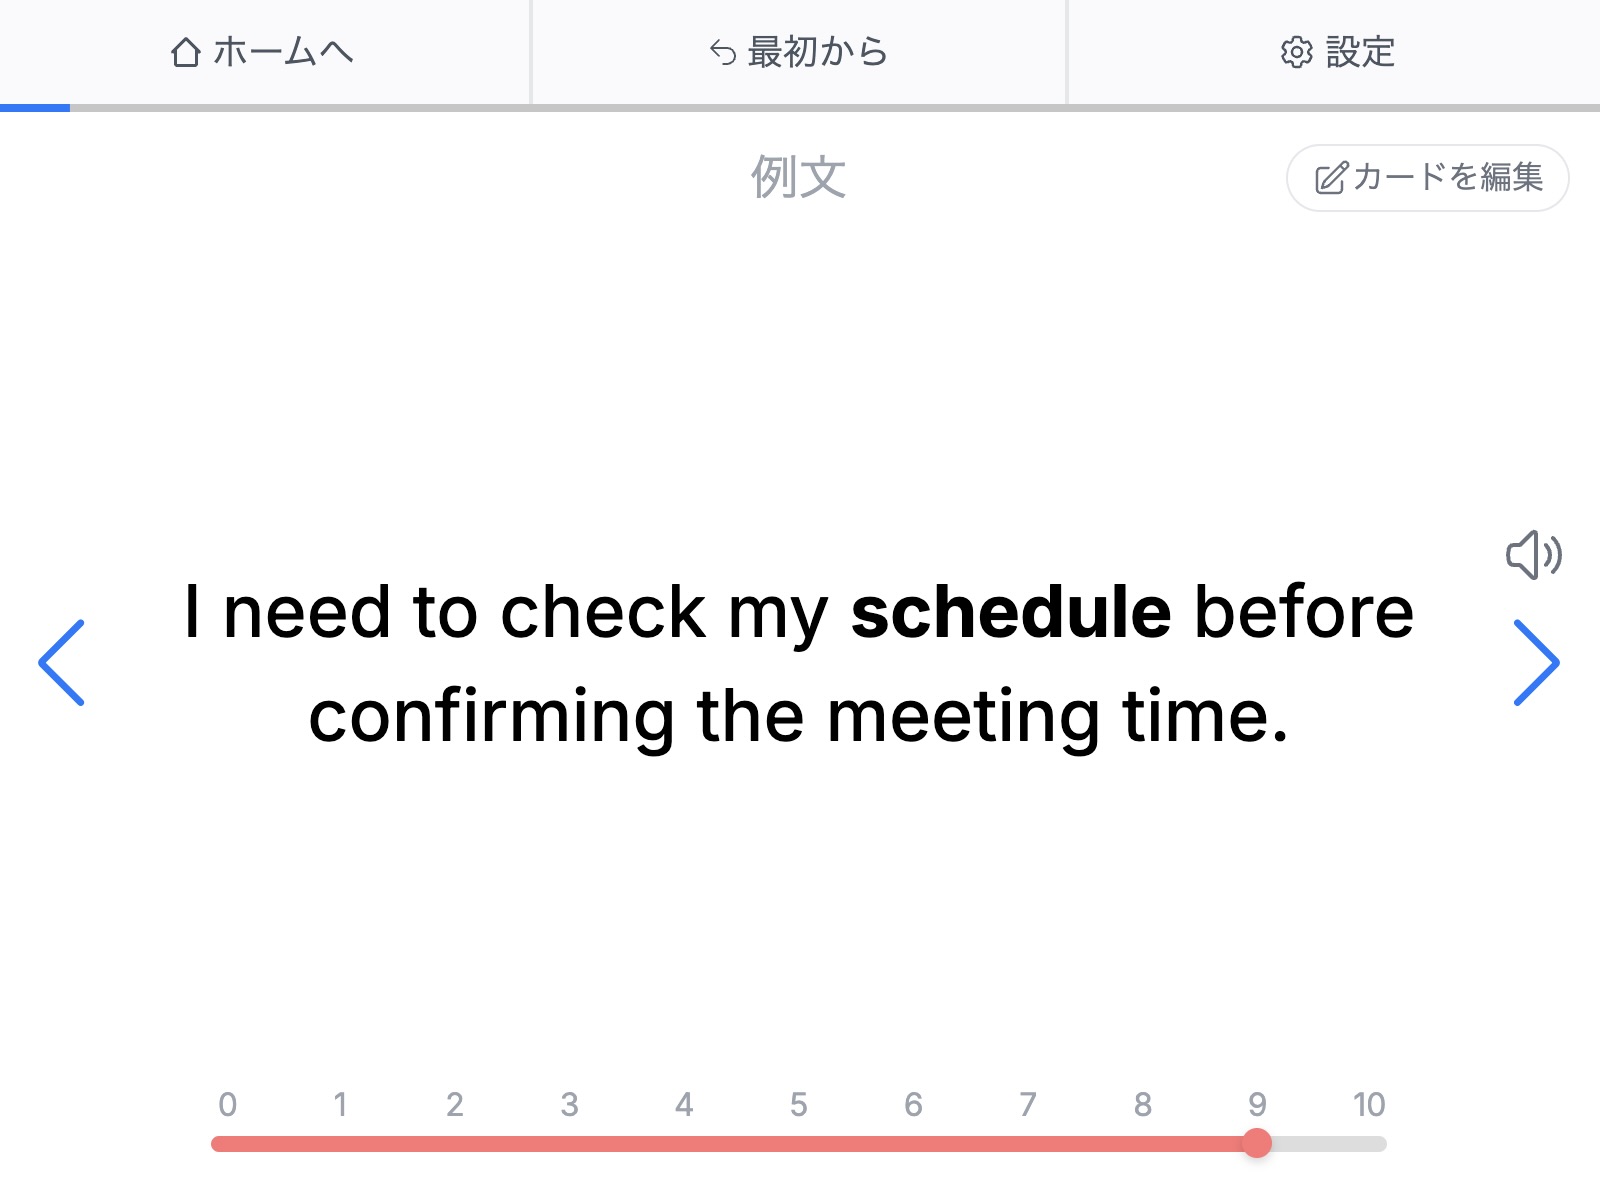 ホームへ
最初から
設定
例文
カードを編集
I need to check my schedule before
confirming the meeting time.
0 1 2 3 4 5 6 7 8 9 10